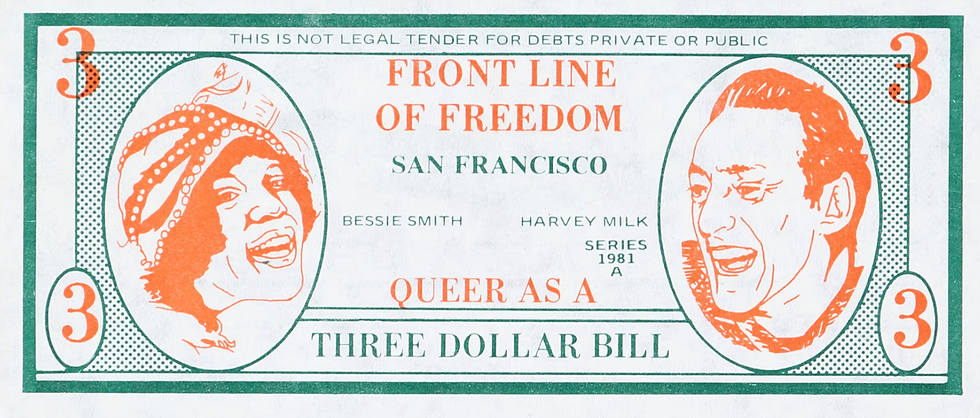 THIS IS NOT LEGAL TENDER FOR DEBTS PRIVATE OR PUBLIC
3 3
FRONT LINE
OF FREEDOM
SAN FRANCISCO
BESSIE SMITH HARVEY MILK
SERIES
1981
A
3 3
QUEER AS A
THREE DOLLAR BILL